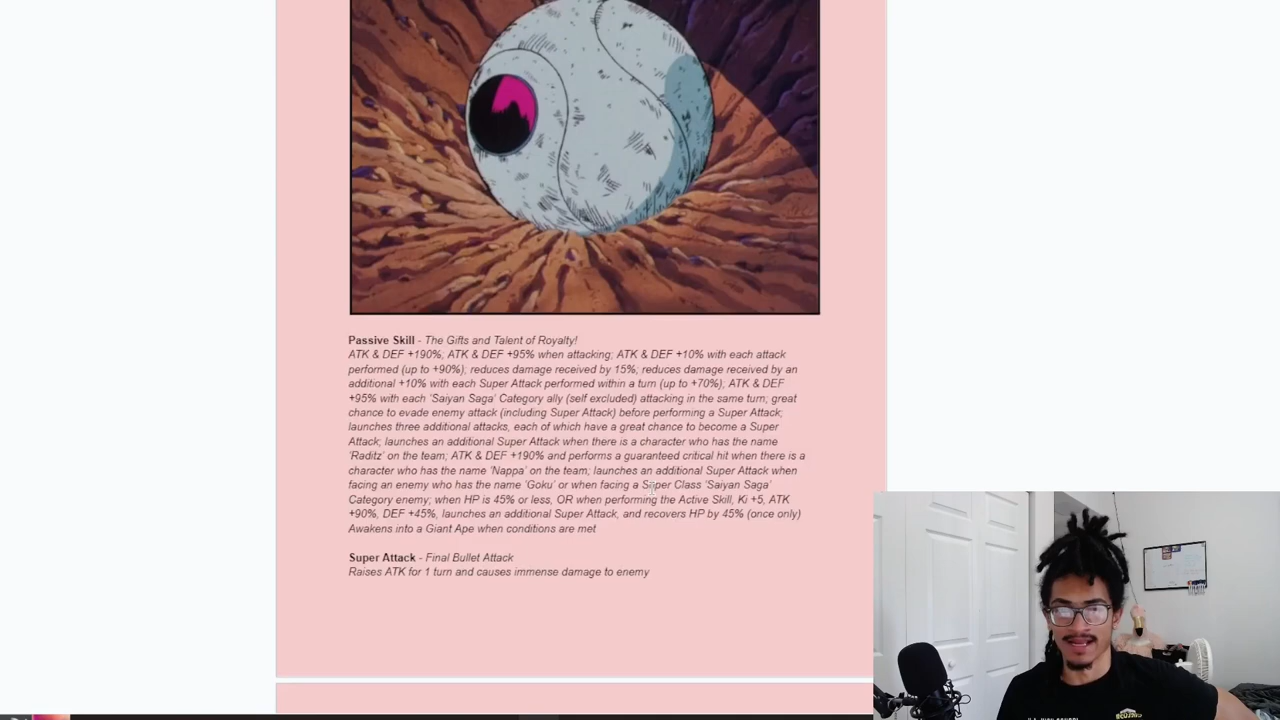 Passive Skill - The Gifts and Talent of Royalty!
ATK & DEF +190%, ATK & DEF +95% when attacking; ATK & DEF +10% with each attack
performed (up to +90%), reduces damage received by 15%, reduces damage received by an
additional +10% with each Super Attack performed within a turn (up to +70%), ATK & DEF
+95% with each 'Saiyan Saga' Category ally (self excluded) attacking in the same turn; great
chance to evade enemy attack (including Super Attack) before performing a Super Attack;
launches three additional attacks, each of which have a great chance to become a Super
Attack; launches an additional Super Attack when there is a character who has the name
'Raditz' on the team; ATK & DEF +190% and performs a guaranteed critical hit when there is a
character who has the name 'Nappa' on the team; launches an additional Super Attack when
facing an enemy who has the name 'Goku' or when facing a Super Class 'Saiyan Saga'
Category enemy; when HP is 45% or less, OR when performing the Active Skill, Ki +5, ATK
+90%, DEF +45%, launches an additional Super Attack, and recovers HP by 45% (once only)
Awakens into a Giant Ape when conditions are met
Super Attack - Final Bullet Attack
Raises ATK for 1 turn and causes immense damage to enemy